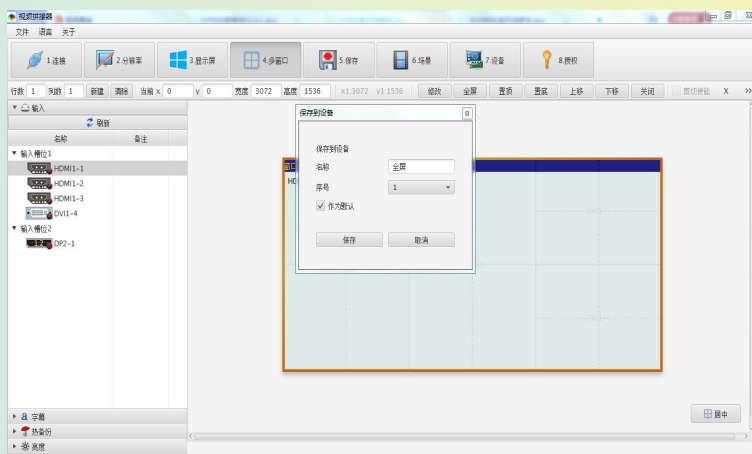 视频拼接器
文件 语言 关于
1.连接 2.分辨率 3.显示屏 4.多窗口 5.保存 6.场景 7.设备 8.授权
行数 1 列数 1 新建 清除 当前 x 0 y 0 宽度 3072 高度 1536 x1:3072 y1:1536 修改 全屏 置顶 置底 上移 下移 关闭 剪切使能 X
输入
刷新
名称 备注
输入槽位1
HDMI1-1
HDMI1-2
HDMI1-3
DVI1-4
输入槽位2
DP2-1
字幕
热备份
亮度
保存到设备
保存到设备
名称 全屏
序号 1
作为默认
保存 取消
窗口
HD
居中